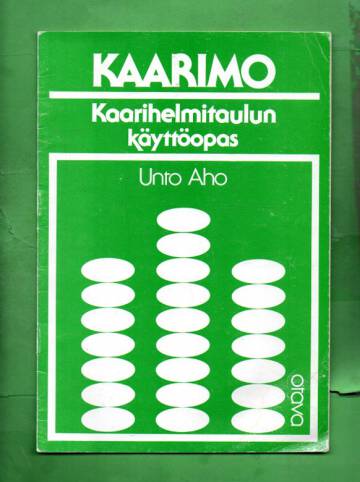 KAARIMO
Kaarihelmitaulun
käyttöopas
Unto Aho
otava